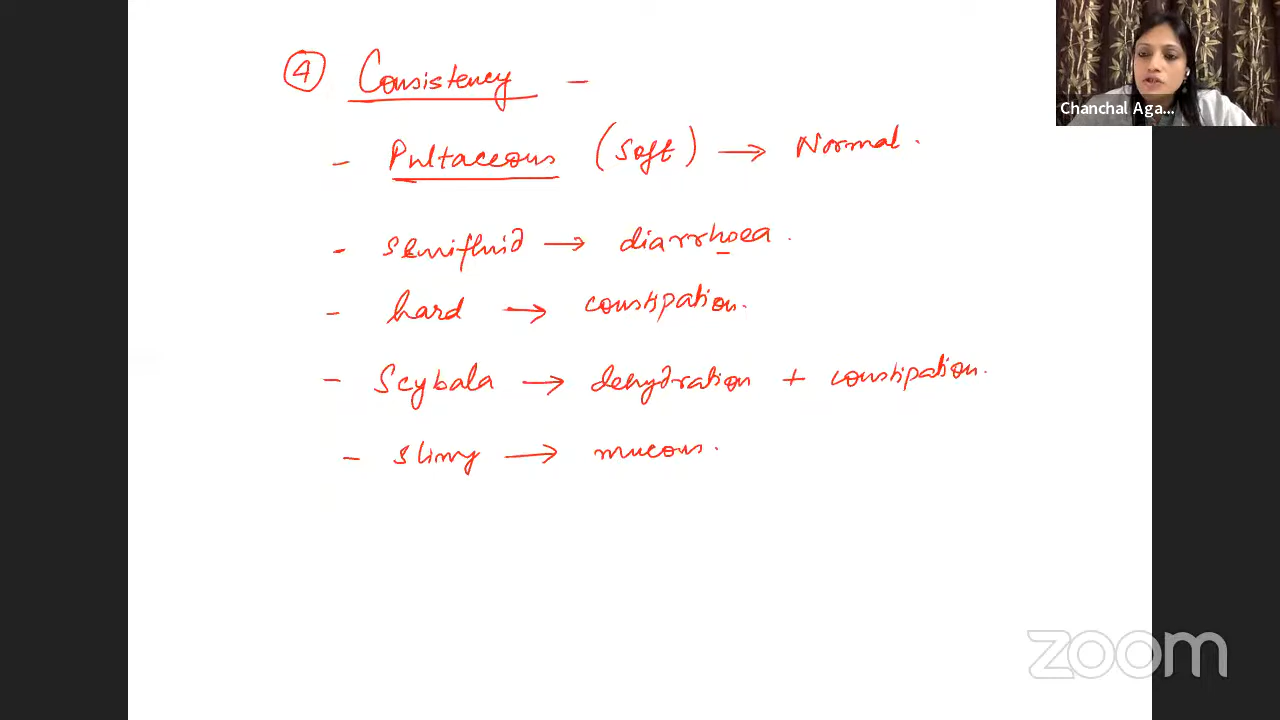 ④ Consistency -
- Pultaceous (Soft) → Normal.
- Semifluid → diarrhoea.
- hard → constipation.
- Scybala → dehydration + constipation.
- Slimy → mucous.
Chanchal Aga...
zoom